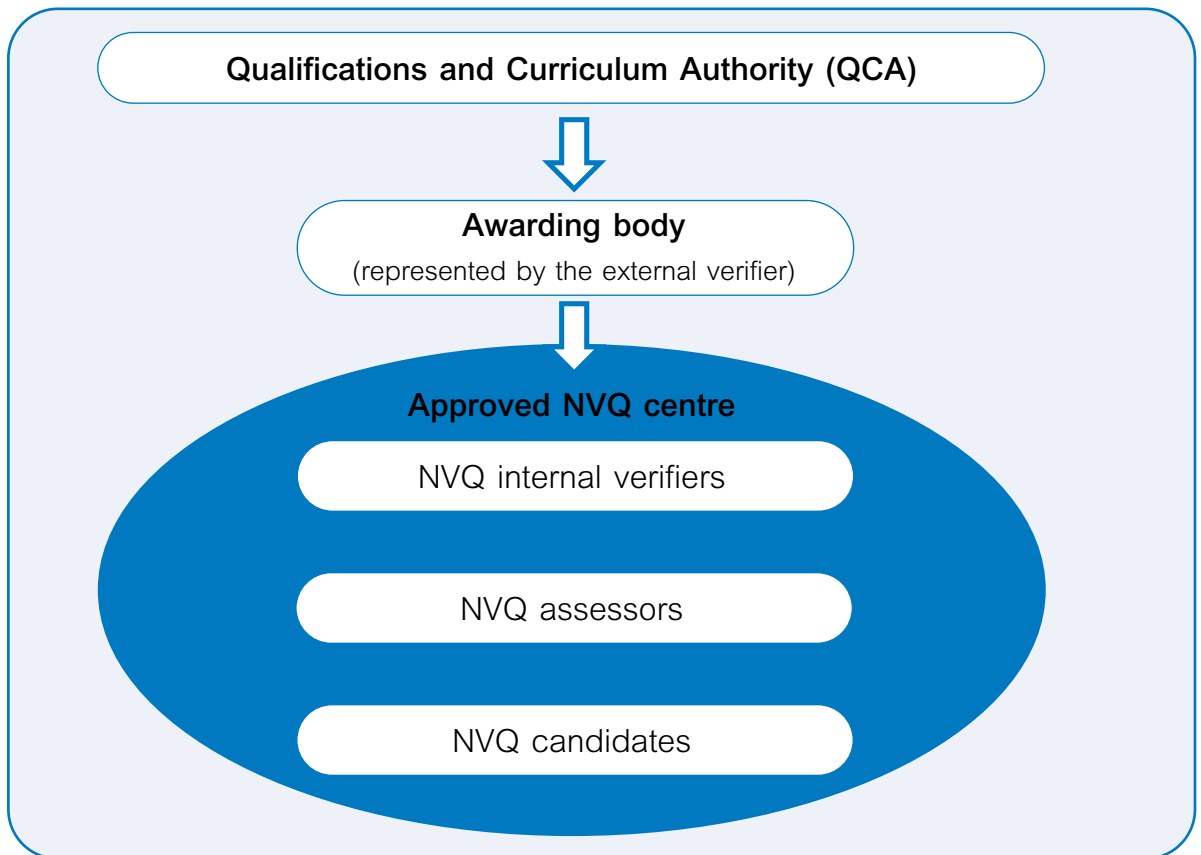 Qualifications and Curriculum Authority (QCA)
Awarding body
(represented by the external verifier)
Approved NVQ centre
NVQ internal verifiers
NVQ assessors
NVQ candidates